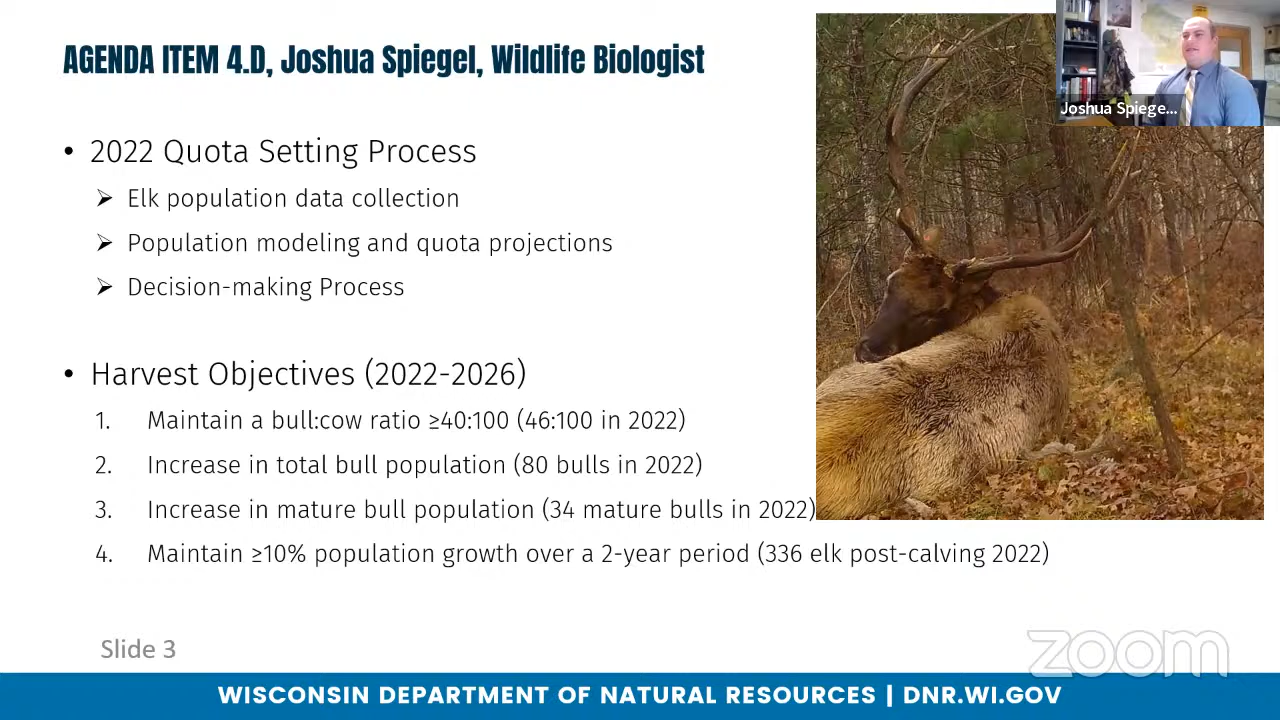 AGENDA ITEM 4.D, Joshua Spiegel, Wildlife Biologist
Joshua Spiege...
• 2022 Quota Setting Process
➢ Elk population data collection
➢ Population modeling and quota projections
➢ Decision-making Process
• Harvest Objectives (2022-2026)
1. Maintain a bull:cow ratio ≥40:100 (46:100 in 2022)
2. Increase in total bull population (80 bulls in 2022)
3. Increase in mature bull population (34 mature bulls in 2022)
4. Maintain ≥10% population growth over a 2-year period (336 elk post-calving 2022)
Slide 3
zoom
WISCONSIN DEPARTMENT OF NATURAL RESOURCES | DNR.WI.GOV